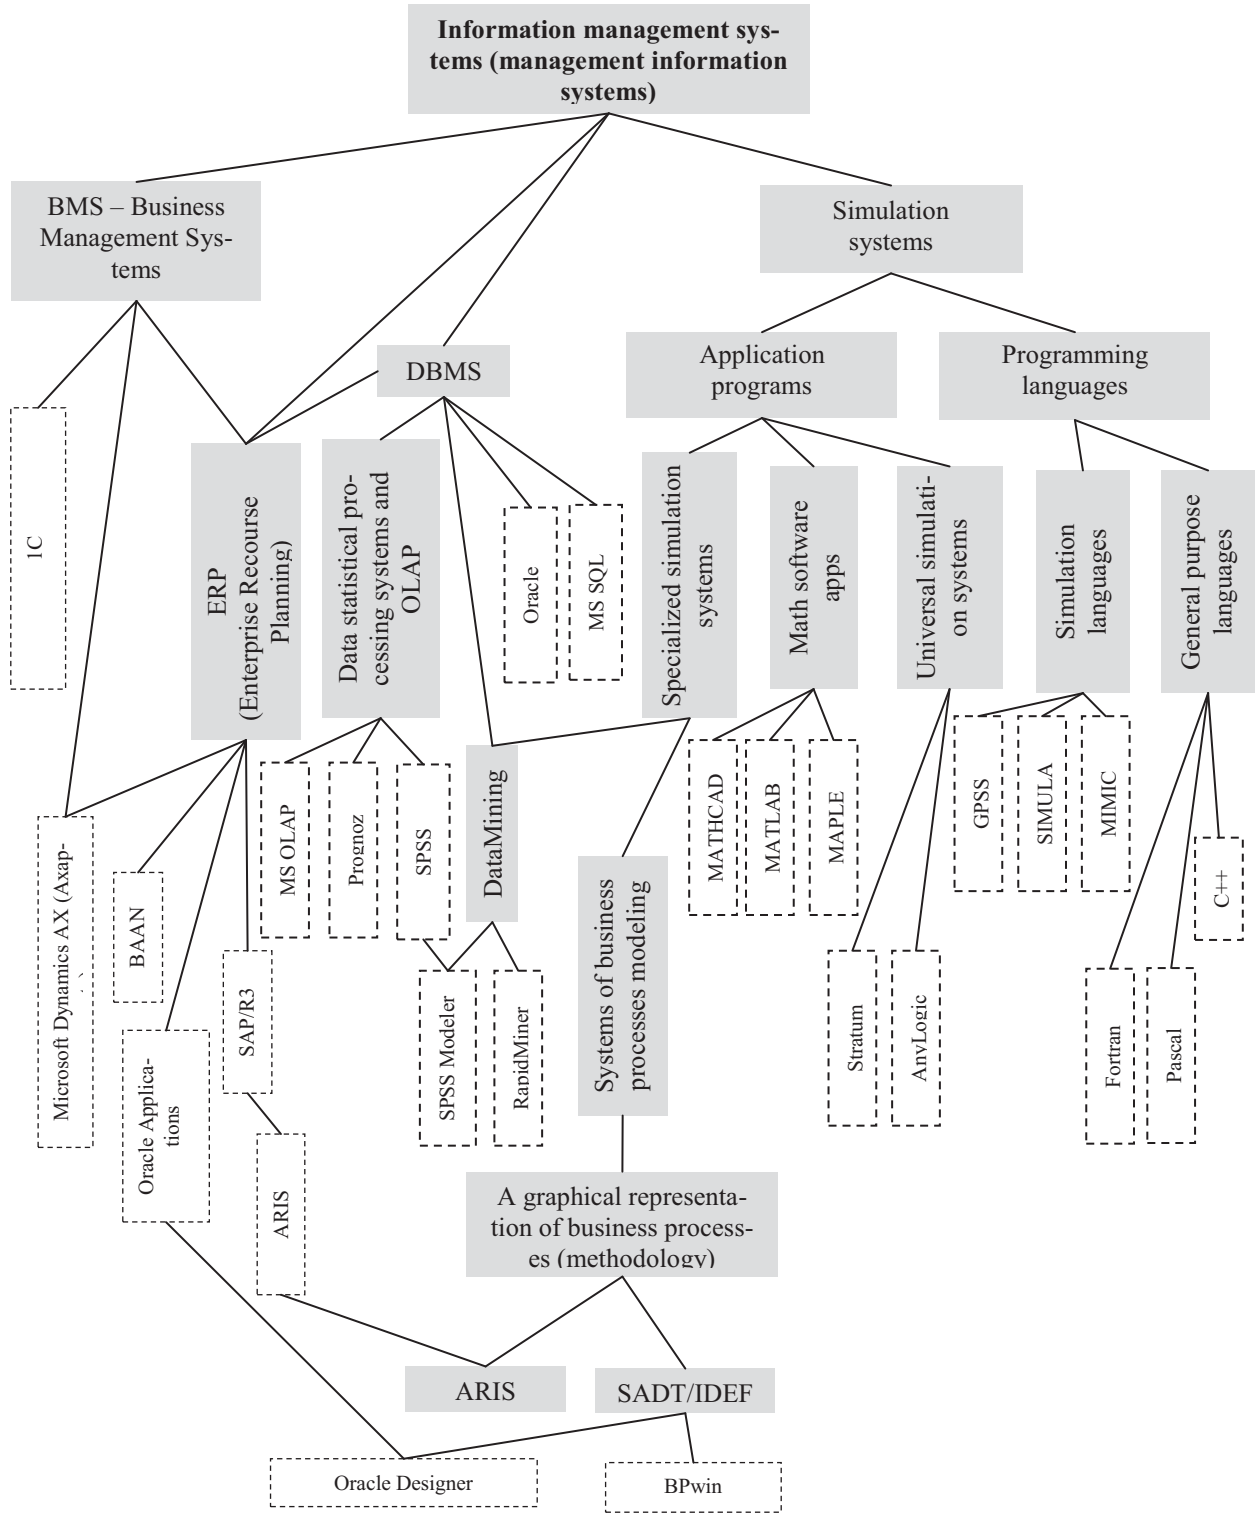 Information management sys-
tems (management information
systems)
BMS – Business
Management Sys-
tems
Simulation
systems
DBMS
Application
programs
Programming
languages
1C
ERP
(Enterprise Recourse
Planning)
Data statistical pro-
cessing systems and
OLAP
Oracle
MS SQL
Specialized simulation
systems
Math software
apps
Universal simulati-
on systems
Simulation
languages
General purpose
languages
Microsoft Dynamics AX (Axap-
BAAN
Oracle Applica-
tions
SAP/R3
ARIS
MS OLAP
Prognoz
SPSS
DataMining
SPSS Modeler
RapidMiner
Systems of business
processes modeling
MATHCAD
MATLAB
MAPLE
Stratum
AnyLogic
GPSS
SIMULA
MIMIC
Fortran
Pascal
C++
A graphical representa-
tion of business process-
es (methodology)
ARIS
SADT/IDEF
Oracle Designer
BPwin